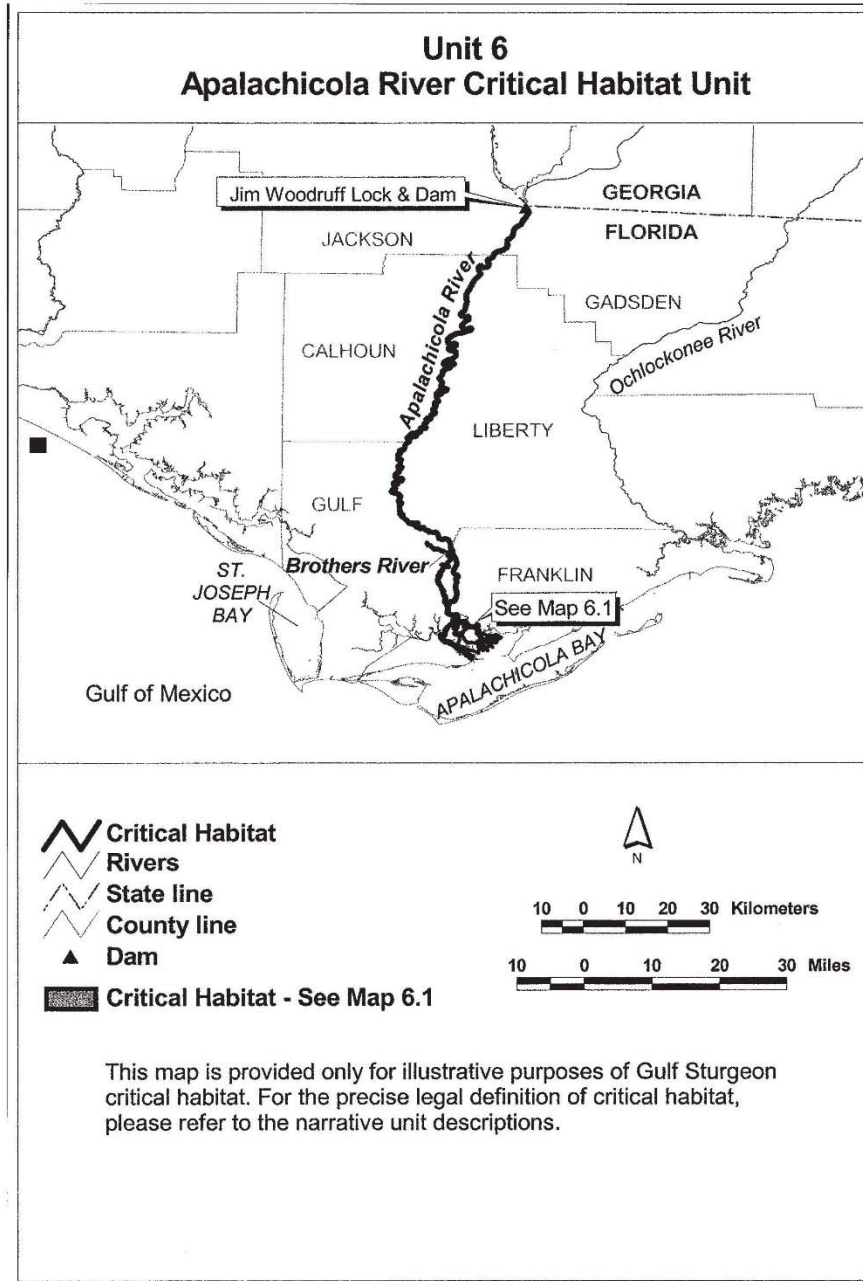 Unit 6
Apalachicola River Critical Habitat Unit
Jim Woodruff Lock & Dam
GEORGIA
FLORIDA
JACKSON
GADSDEN
Apalachicola River
CALHOUN
Ochlockonee River
LIBERTY
GULF
Brothers River
FRANKLIN
ST.
JOSEPH
BAY
See Map 6.1
APALACHICOLA BAY
Gulf of Mexico
Critical Habitat
Rivers
State line
County line
Dam
Critical Habitat - See Map 6.1
N
10 0 10 20 30 Kilometers
10 0 10 20 30 Miles
This map is provided only for illustrative purposes of Gulf Sturgeon
critical habitat. For the precise legal definition of critical habitat,
please refer to the narrative unit descriptions.